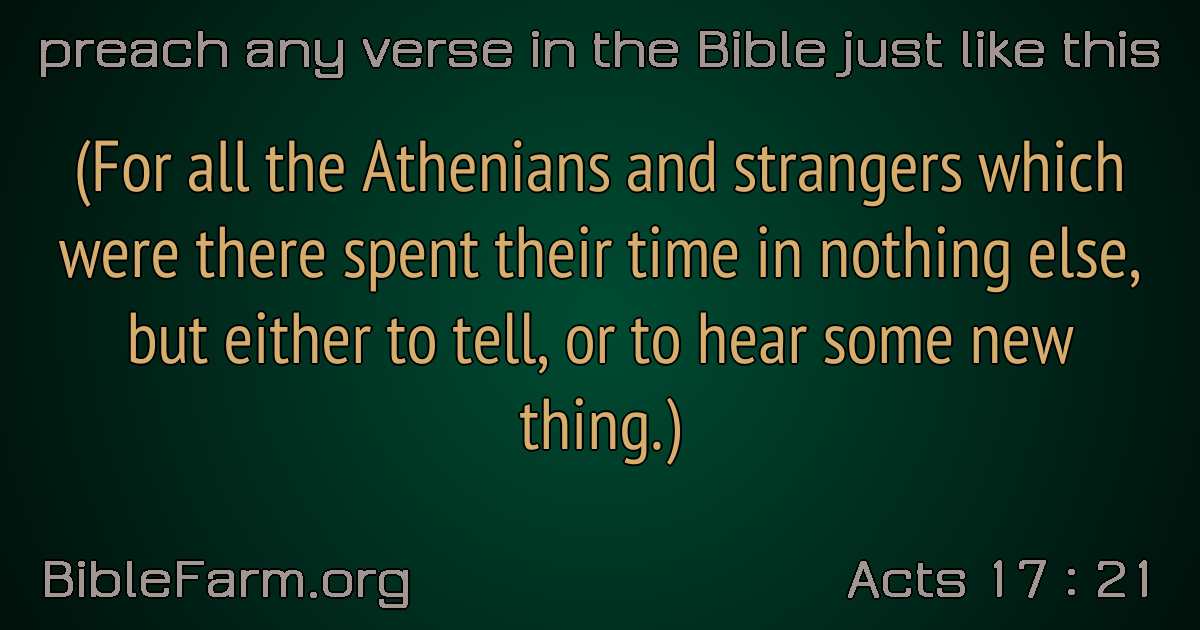 preach any verse in the Bible just like this
(For all the Athenians and strangers which
were there spent their time in nothing else,
but either to tell, or to hear some new
thing.)
BibleFarm.org
Acts 17 : 21